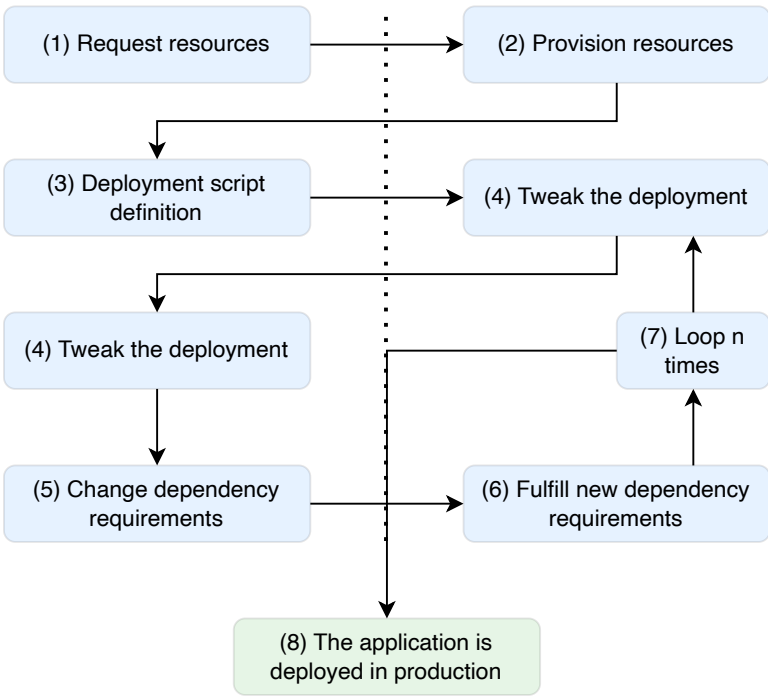 (1) Request resources
(2) Provision resources
(3) Deployment script
definition
(4) Tweak the deployment
(4) Tweak the deployment
(7) Loop n
times
(5) Change dependency
requirements
(6) Fulfill new dependency
requirements
(8) The application is
deployed in production